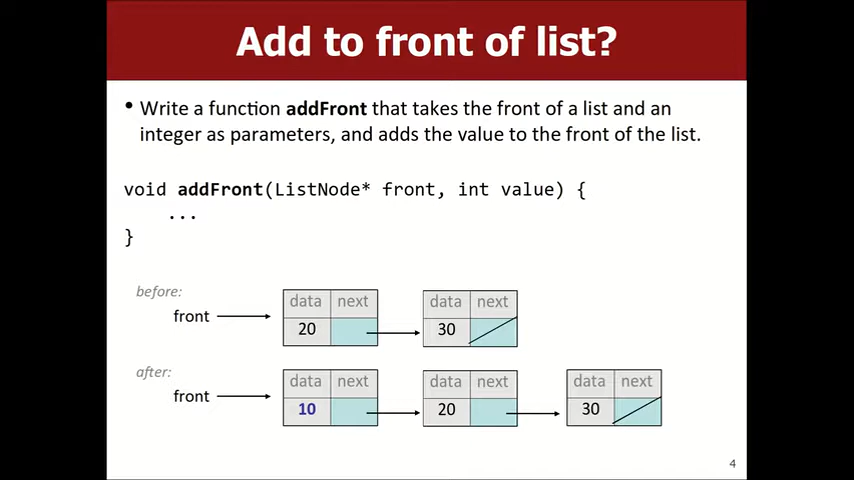 Add to front of list?
• Write a function addFront that takes the front of a list and an
integer as parameters, and adds the value to the front of the list.
void addFront(ListNode* front, int value) {
...
}
before:
front
data next data next
20 30
after:
front
data next data next data next
10 20 30
4